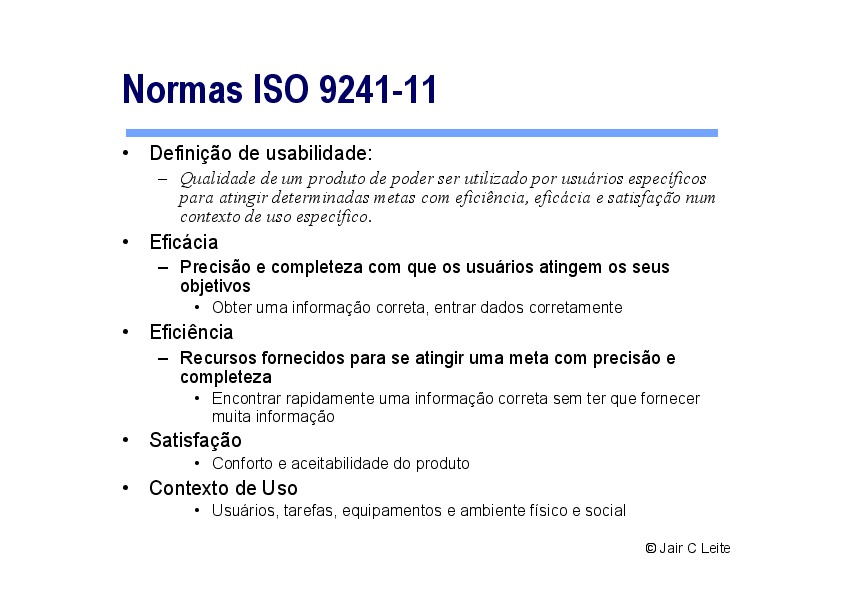 Normas ISO 9241-11
• Definição de usabilidade:
– Qualidade de um produto de poder ser utilizado por usuários específicos
para atingir determinadas metas com eficiência, eficácia e satisfação num
contexto de uso específico.
• Eficácia
– Precisão e completeza com que os usuários atingem os seus
objetivos
• Obter uma informação correta, entrar dados corretamente
• Eficiência
– Recursos fornecidos para se atingir uma meta com precisão e
completeza
• Encontrar rapidamente uma informação correta sem ter que fornecer
muita informação
• Satisfação
• Conforto e aceitabilidade do produto
• Contexto de Uso
• Usuários, tarefas, equipamentos e ambiente físico e social
© Jair C Leite